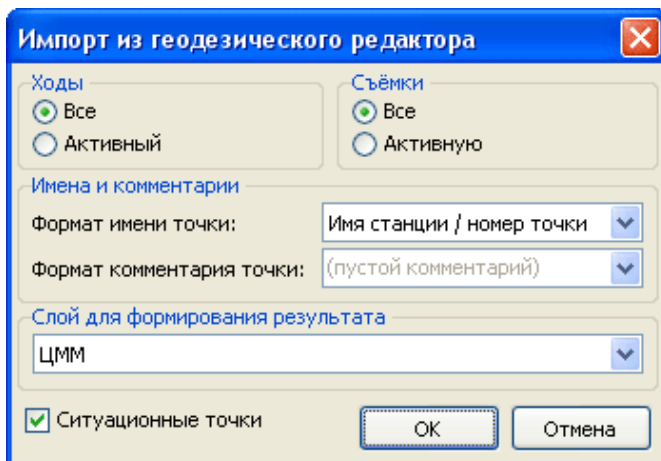 Импорт из геодезического редактора
Ходы
Все
Активный
Съёмки
Все
Активную
Имена и комментарии
Формат имени точки: Имя станции / номер точки
Формат комментария точки: (пустой комментарий)
Слой для формирования результата
ЦММ
Ситуационные точки OK Отмена